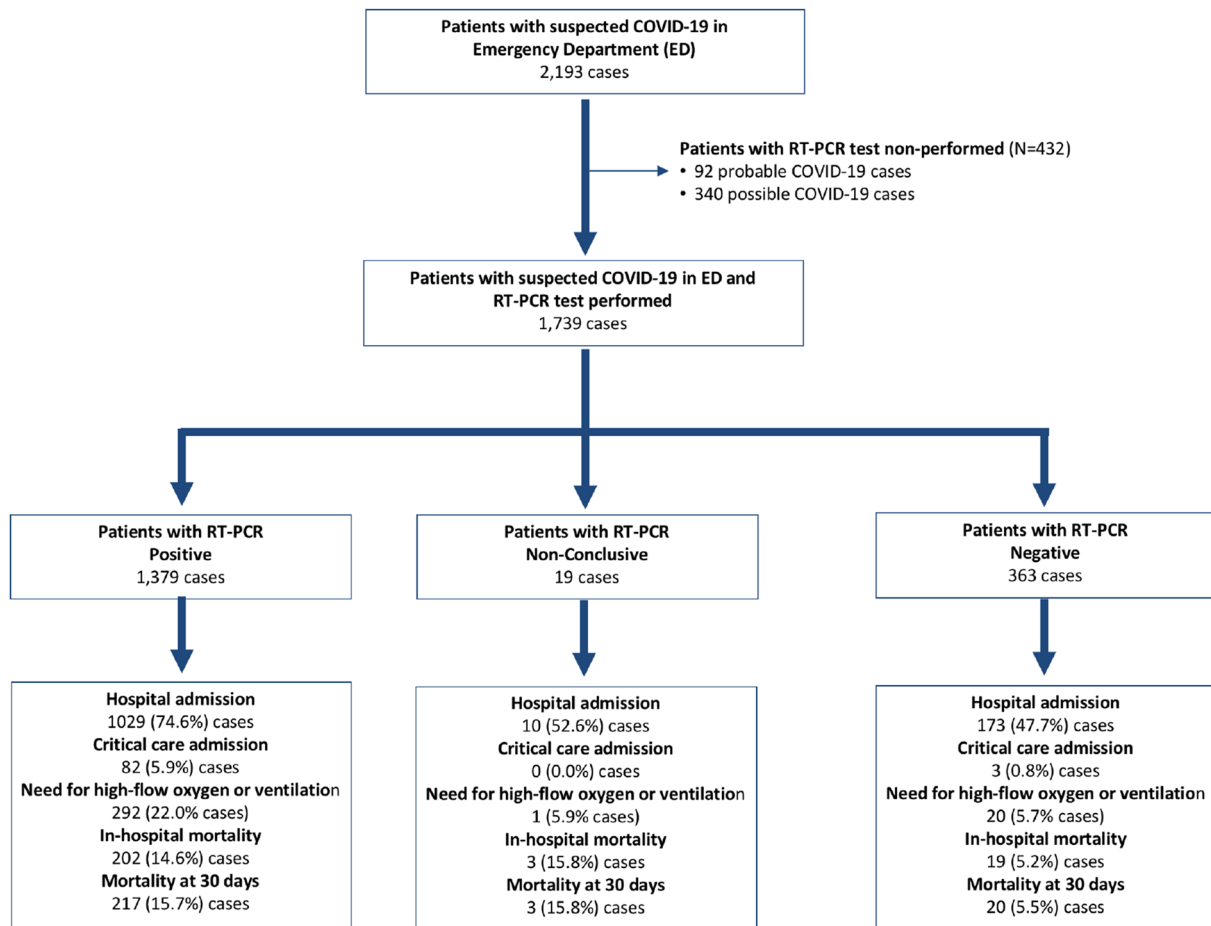 Patients with suspected COVID-19 in
Emergency Department (ED)
2,193 cases
Patients with RT-PCR test non-performed (N=432)
• 92 probable COVID-19 cases
• 340 possible COVID-19 cases
Patients with suspected COVID-19 in ED and
RT-PCR test performed
1,739 cases
Patients with RT-PCR
Positive
1,379 cases
Patients with RT-PCR
Non-Conclusive
19 cases
Patients with RT-PCR
Negative
363 cases
Hospital admission
1029 (74.6%) cases
Critical care admission
82 (5.9%) cases
Need for high-flow oxygen or ventilation
292 (22.0%) cases
In-hospital mortality
202 (14.6%) cases
Mortality at 30 days
217 (15.7%) cases
Hospital admission
10 (52.6%) cases
Critical care admission
0 (0.0%) cases
Need for high-flow oxygen or ventilation
1 (5.9%) cases
In-hospital mortality
3 (15.8%) cases
Mortality at 30 days
3 (15.8%) cases
Hospital admission
173 (47.7%) cases
Critical care admission
3 (0.8%) cases
Need for high-flow oxygen or ventilation
20 (5.7%) cases
In-hospital mortality
19 (5.2%) cases
Mortality at 30 days
20 (5.5%) cases